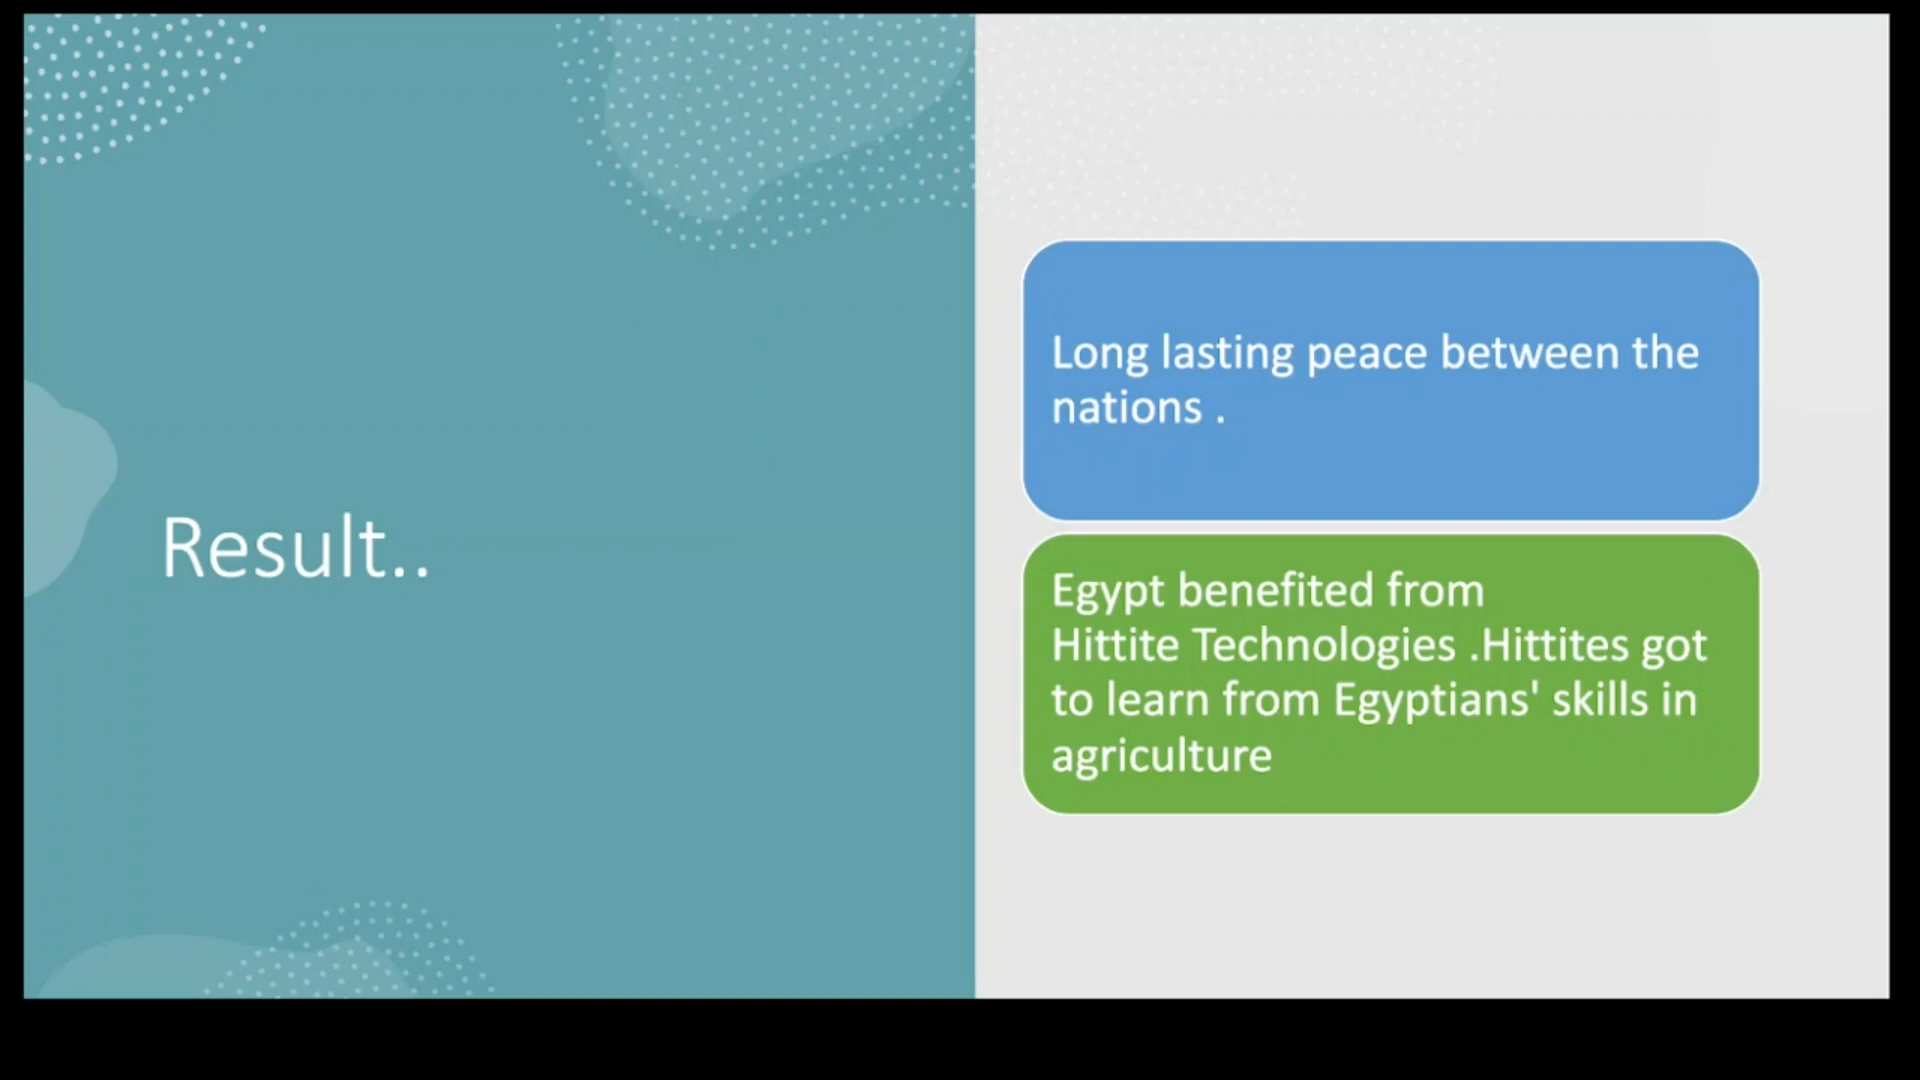 Result..
Long lasting peace between the
nations .
Egypt benefited from
Hittite Technologies .Hittites got
to learn from Egyptians' skills in
agriculture